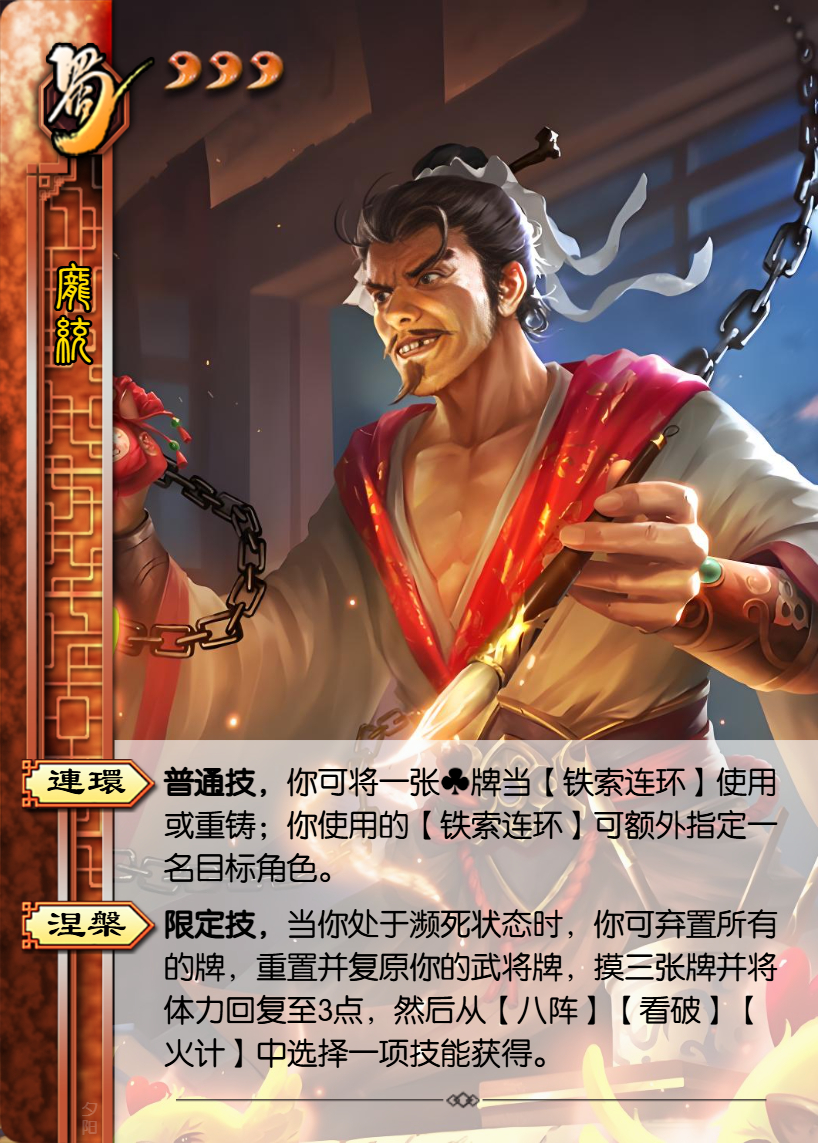 蜀
龐統
連環
普通技，你可将一张♣牌当【铁索连环】使用
或重铸；你使用的【铁索连环】可额外指定一
名目标角色。
涅槃
限定技，当你处于濒死状态时，你可弃置所有
的牌，重置并复原你的武将牌，摸三张牌并将
体力回复至3点，然后从【八阵】【看破】【
火计】中选择一项技能获得。
夕阳